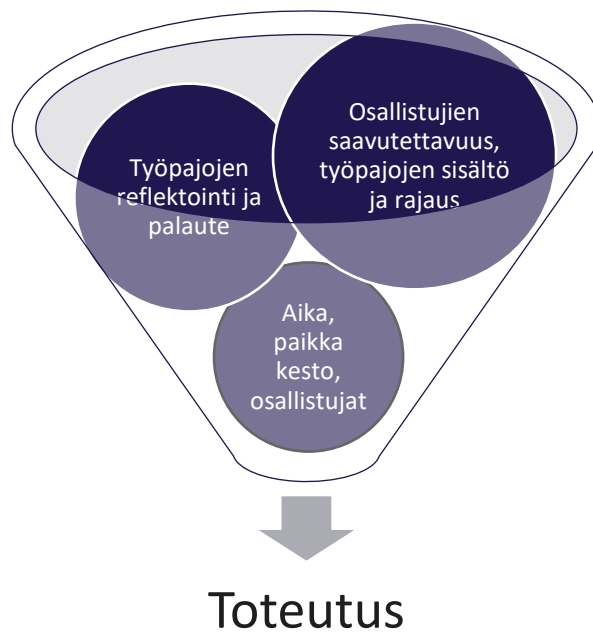 Osallistujien
saavutettavuus,
työpajojen sisältö
ja rajaus
Työpajojen
reflektointi ja
palaute
Aika,
paikka
kesto,
osallistujat
Toteutus